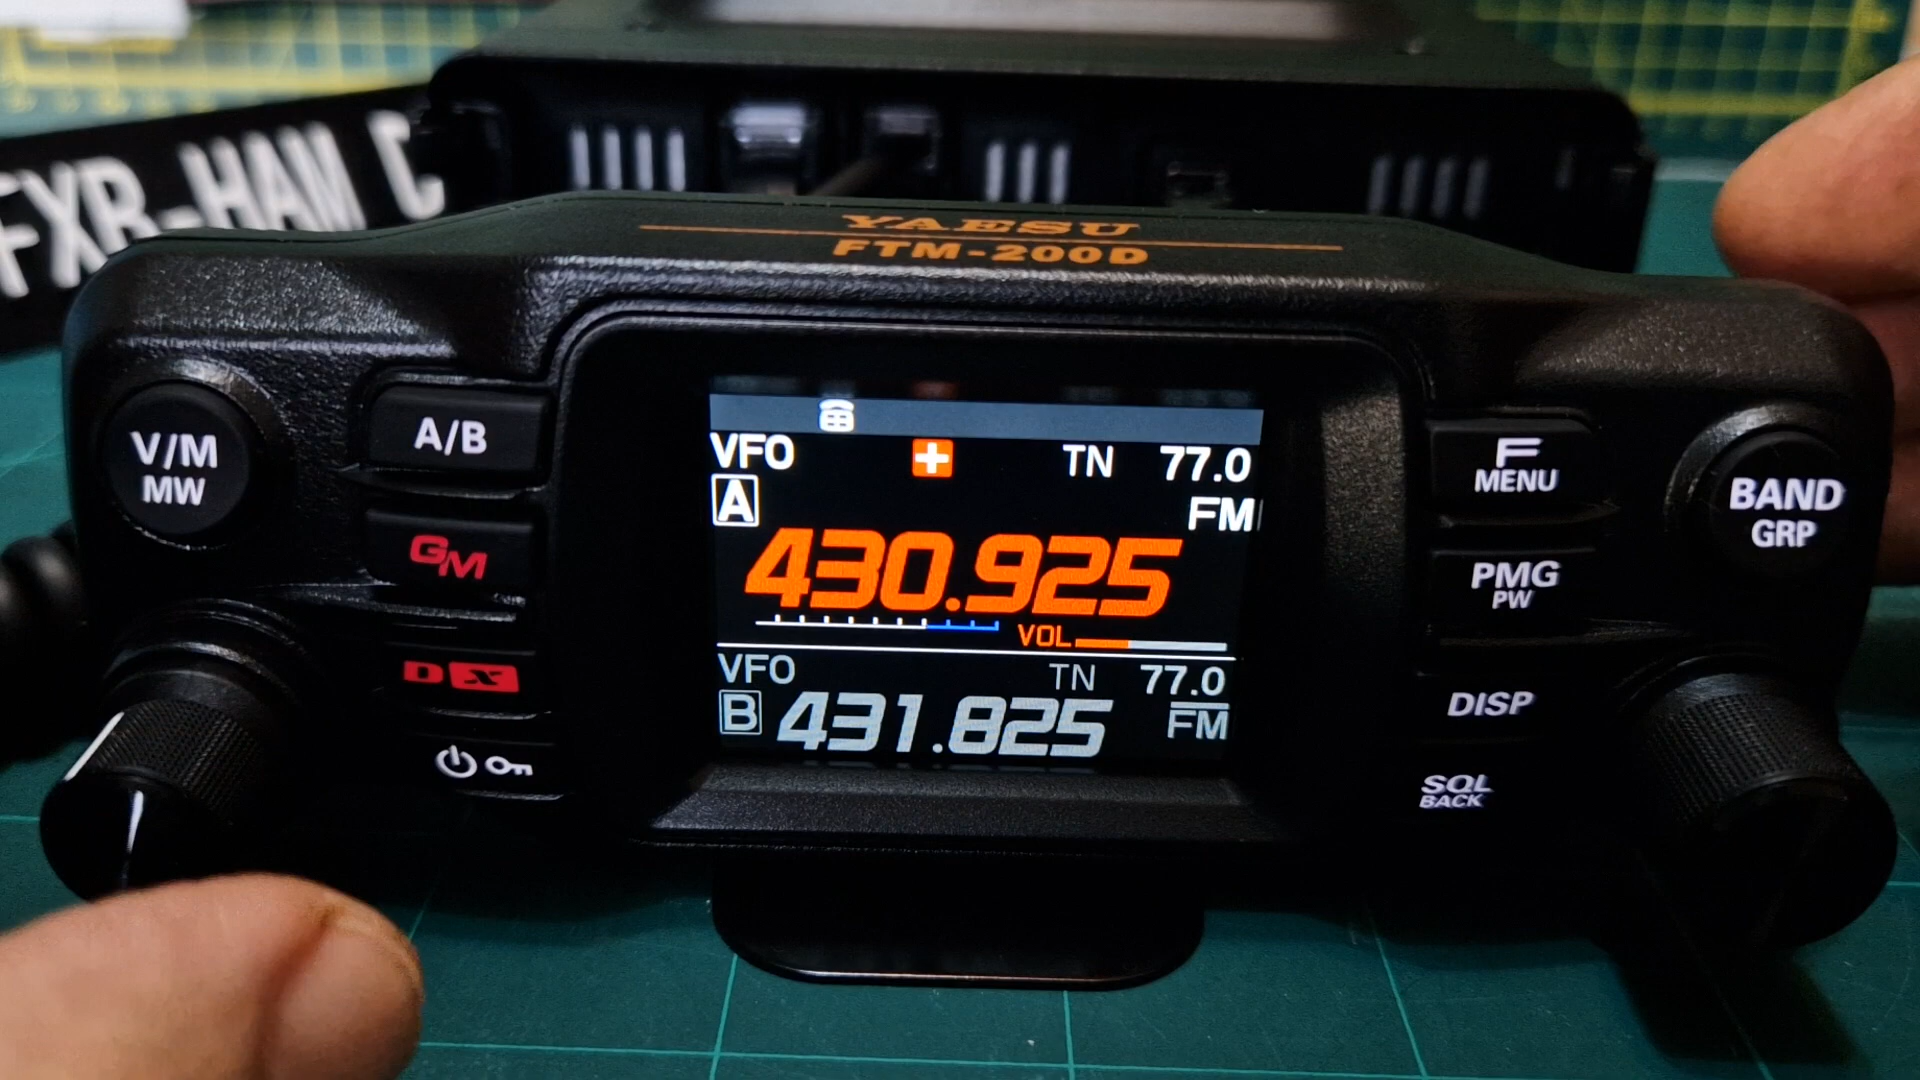 FXR-HAM C
YAESU
FTM-200D
V/M
MW
A/B
GM
DX
VFO
+
TN
77.0
A
FM
430.925
VOL
VFO
TN
77.0
B
431.825
FM
F
MENU
PMG
PW
DISP
SQL
BACK
BAND
GRP